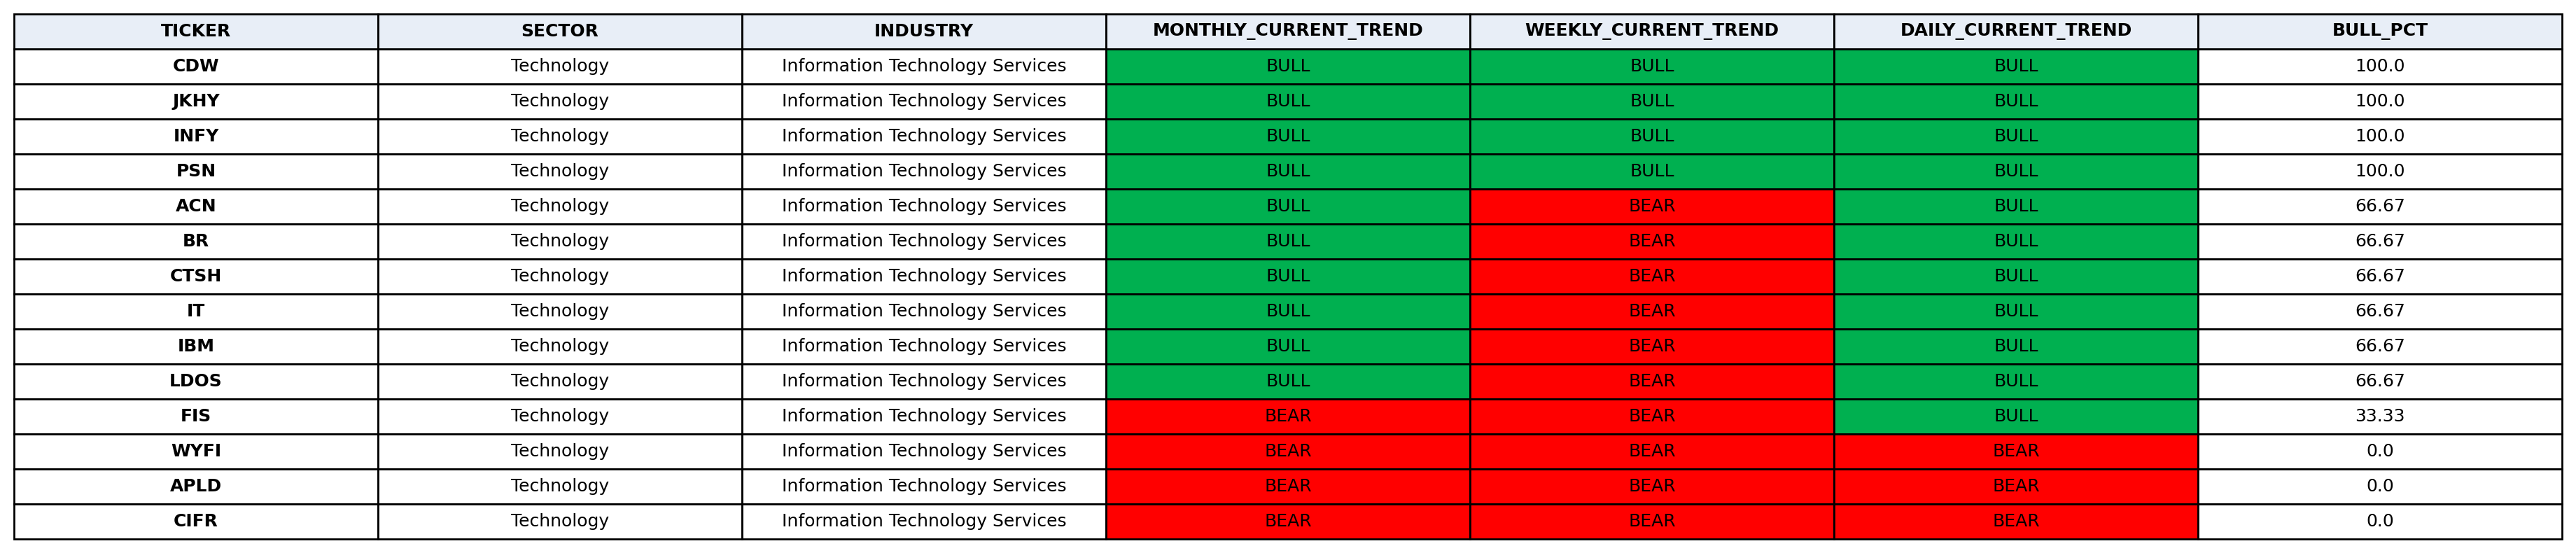 TICKER SECTOR INDUSTRY MONTHLY_CURRENT_TREND WEEKLY_CURRENT_TREND DAILY_CURRENT_TREND BULL_PCT
CDW Technology Information Technology Services BULL BULL BULL 100.0
JKHY Technology Information Technology Services BULL BULL BULL 100.0
INFY Technology Information Technology Services BULL BULL BULL 100.0
PSN Technology Information Technology Services BULL BULL BULL 100.0
ACN Technology Information Technology Services BULL BEAR BULL 66.67
BR Technology Information Technology Services BULL BEAR BULL 66.67
CTSH Technology Information Technology Services BULL BEAR BULL 66.67
IT Technology Information Technology Services BULL BEAR BULL 66.67
IBM Technology Information Technology Services BULL BEAR BULL 66.67
LDOS Technology Information Technology Services BULL BEAR BULL 66.67
FIS Technology Information Technology Services BEAR BEAR BULL 33.33
WYFI Technology Information Technology Services BEAR BEAR BEAR 0.0
APLD Technology Information Technology Services BEAR BEAR BEAR 0.0
CIFR Technology Information Technology Services BEAR BEAR BEAR 0.0